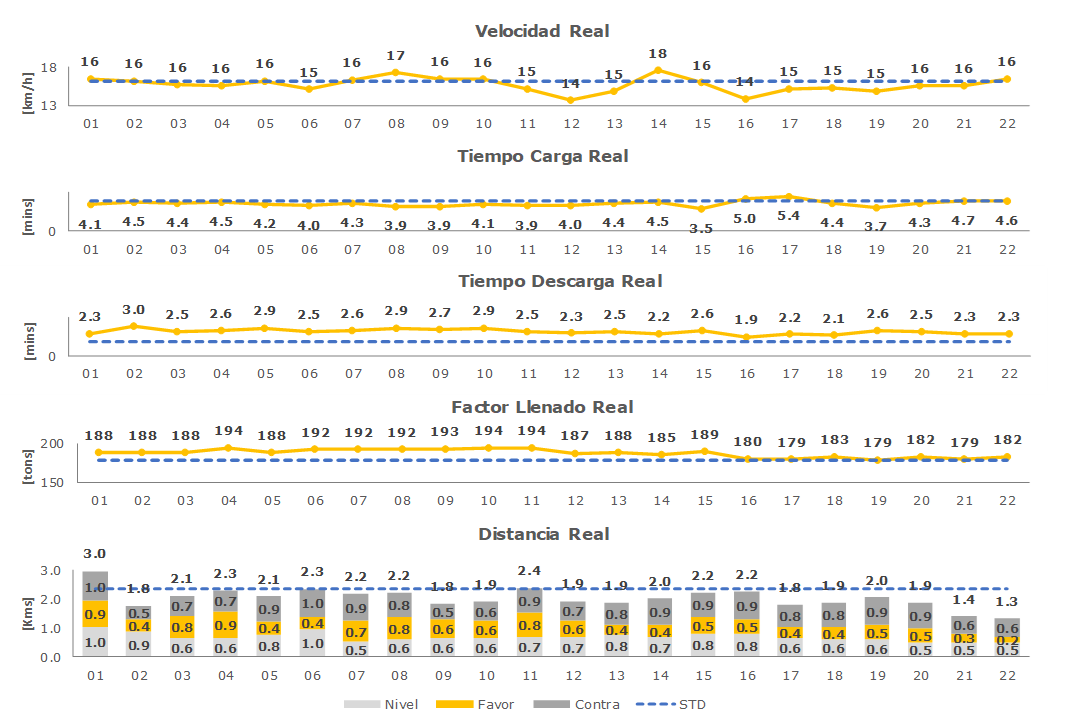 Velocidad Real
16 16 16 16 16 15 16 17 16 16 15 14 15 18 16 14 15 15 15 16 16 16
18
13
[km/h]
01 02 03 04 05 06 07 08 09 10 11 12 13 14 15 16 17 18 19 20 21 22
Tiempo Carga Real
[mins]
0
4.1 4.5 4.4 4.5 4.2 4.0 4.3 3.9 3.9 4.1 3.9 4.0 4.4 4.5 3.5 5.0 5.4 4.4 3.7 4.3 4.7 4.6
01 02 03 04 05 06 07 08 09 10 11 12 13 14 15 16 17 18 19 20 21 22
Tiempo Descarga Real
2.3 3.0 2.5 2.6 2.9 2.5 2.6 2.9 2.7 2.9 2.5 2.3 2.5 2.2 2.6 1.9 2.2 2.1 2.6 2.5 2.3 2.3
[mins]
0
01 02 03 04 05 06 07 08 09 10 11 12 13 14 15 16 17 18 19 20 21 22
Factor Llenado Real
188 188 188 194 188 192 192 192 193 194 194 187 188 185 189 180 179 183 179 182 179 182
200
150
[tons]
01 02 03 04 05 06 07 08 09 10 11 12 13 14 15 16 17 18 19 20 21 22
Distancia Real
3.0 1.8 2.1 2.3 2.1 2.3 2.2 2.2 1.8 1.9 2.4 1.9 1.9 2.0 2.2 2.2 1.8 1.9 2.0 1.9 1.4 1.3
3.0
2.0
1.0
0.0
[Kms]
1.0 0.5 0.7 0.7 0.9 1.0 0.9 0.8 0.5 0.6 0.9 0.7 0.8 0.9 0.9 0.9 0.8 0.8 0.9 0.9 0.6 0.6
0.9 0.4 0.8 0.9 0.4 0.4 0.7 0.8 0.6 0.6 0.8 0.6 0.4 0.4 0.5 0.5 0.4 0.4 0.5 0.5 0.3 0.2
1.0 0.9 0.6 0.6 0.8 1.0 0.5 0.6 0.6 0.6 0.7 0.7 0.8 0.7 0.8 0.8 0.6 0.6 0.6 0.5 0.5 0.5
01 02 03 04 05 06 07 08 09 10 11 12 13 14 15 16 17 18 19 20 21 22
Nivel Favor Contra STD